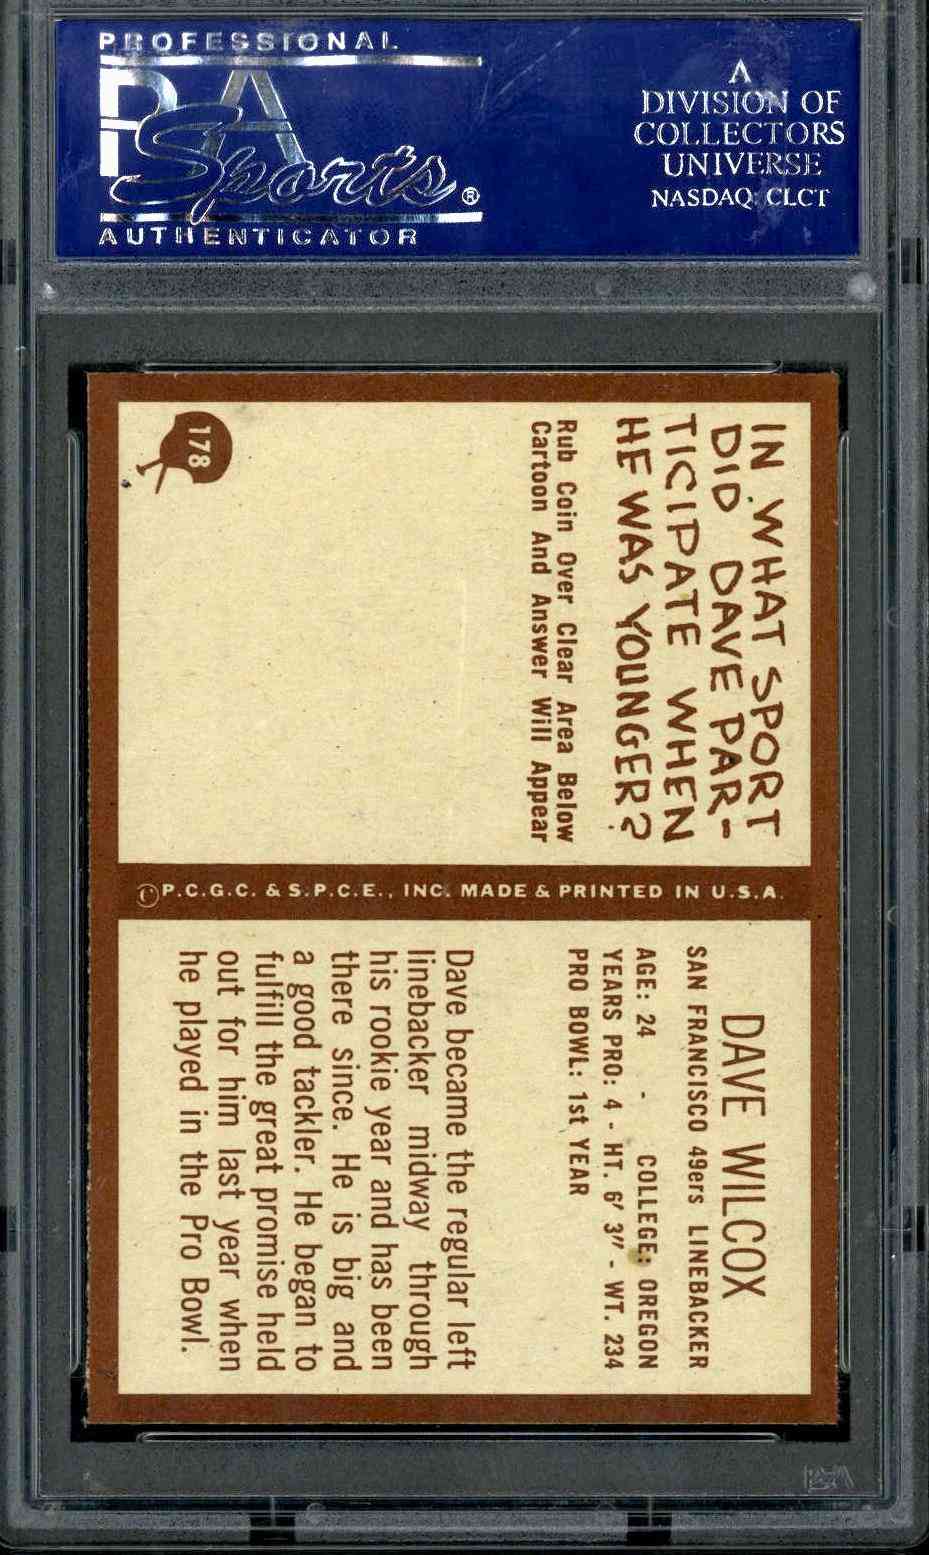 PROFESSIONAL
PSA
Sports®
AUTHENTICATOR
A
DIVISION OF
COLLECTORS
UNIVERSE
NASDAQ: CLCT
IN WHAT SPORT
DID DAVE PAR-
TICIPATE WHEN
HE WAS YOUNGER?
Rub Coin Over Clear Area Below
Cartoon And Answer Will Appear
178
© P.C.G.C. & S.P.C.E., INC. MADE & PRINTED IN U.S.A.
DAVE WILCOX
SAN FRANCISCO 49ers LINEBACKER
AGE: 24 - COLLEGE: OREGON
YEARS PRO: 4 - HT. 6' 3" - WT. 234
PRO BOWL: 1st YEAR
Dave became the regular left
linebacker midway through
his rookie year and has been
there since. He is big and
a good tackler. He began to
fulfill the great promise held
out for him last year when
he played in the Pro Bowl.
PSA